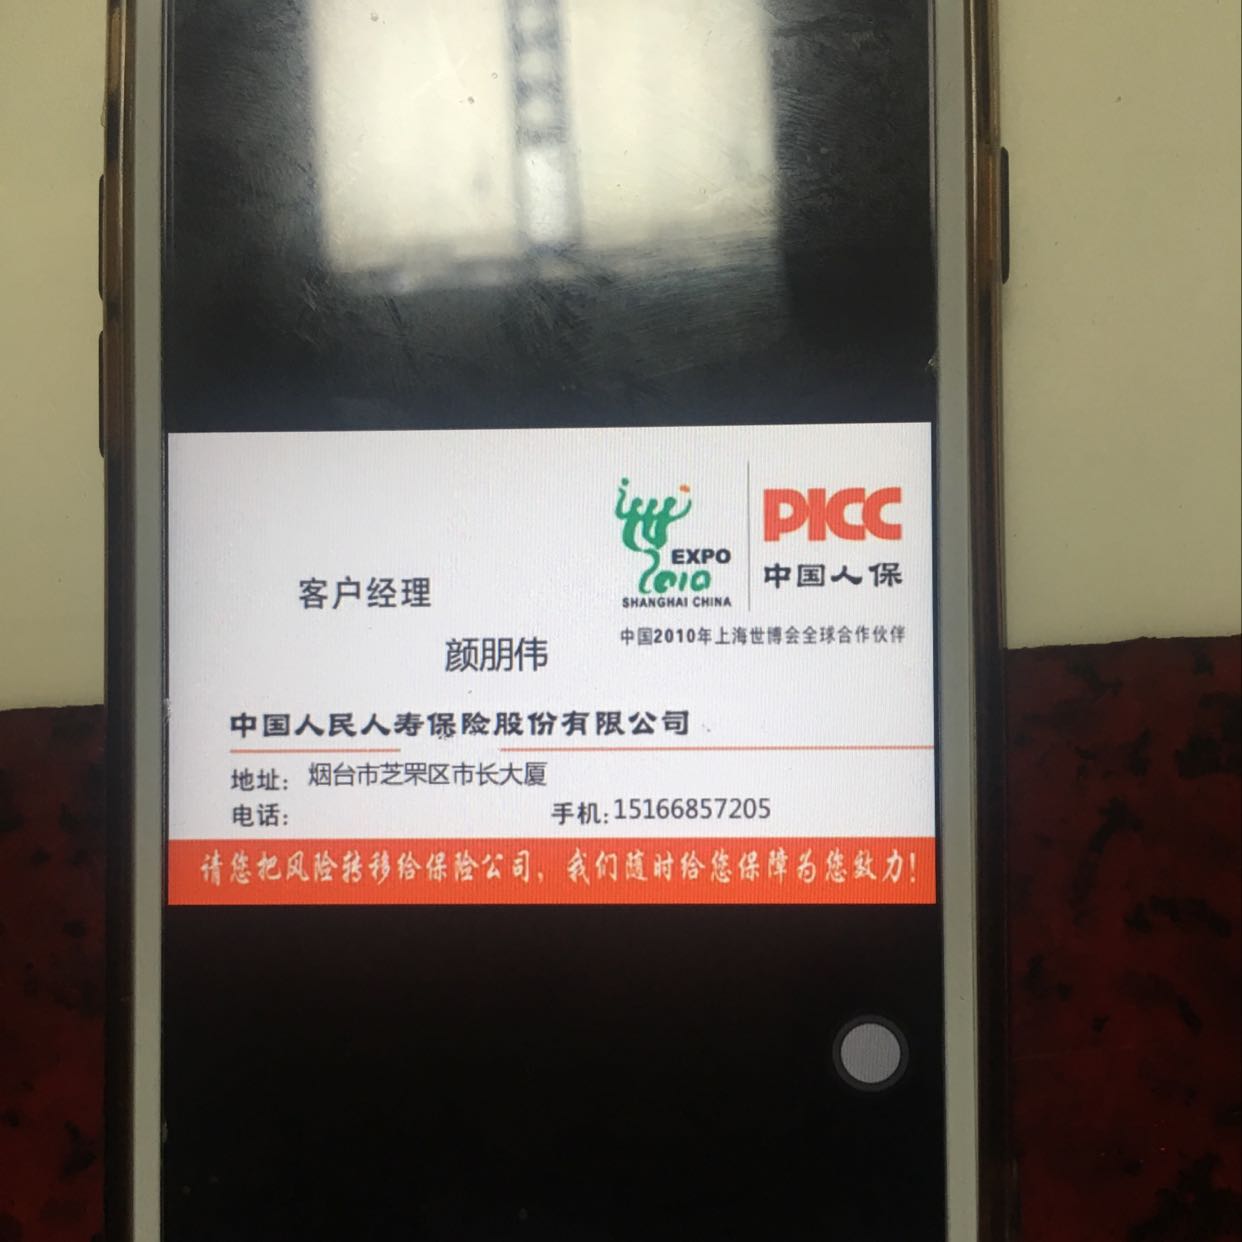 EXPO
2010
SHANGHAI CHINA
PICC
中国人保
中国2010年上海世博会全球合作伙伴
客户经理
颜朋伟
中国人民人寿保险股份有限公司
地址: 烟台市芝罘区市长大厦
电话:
手机:15166857205
请您把风险转移给保险公司，我们随时给您保障为您致力！